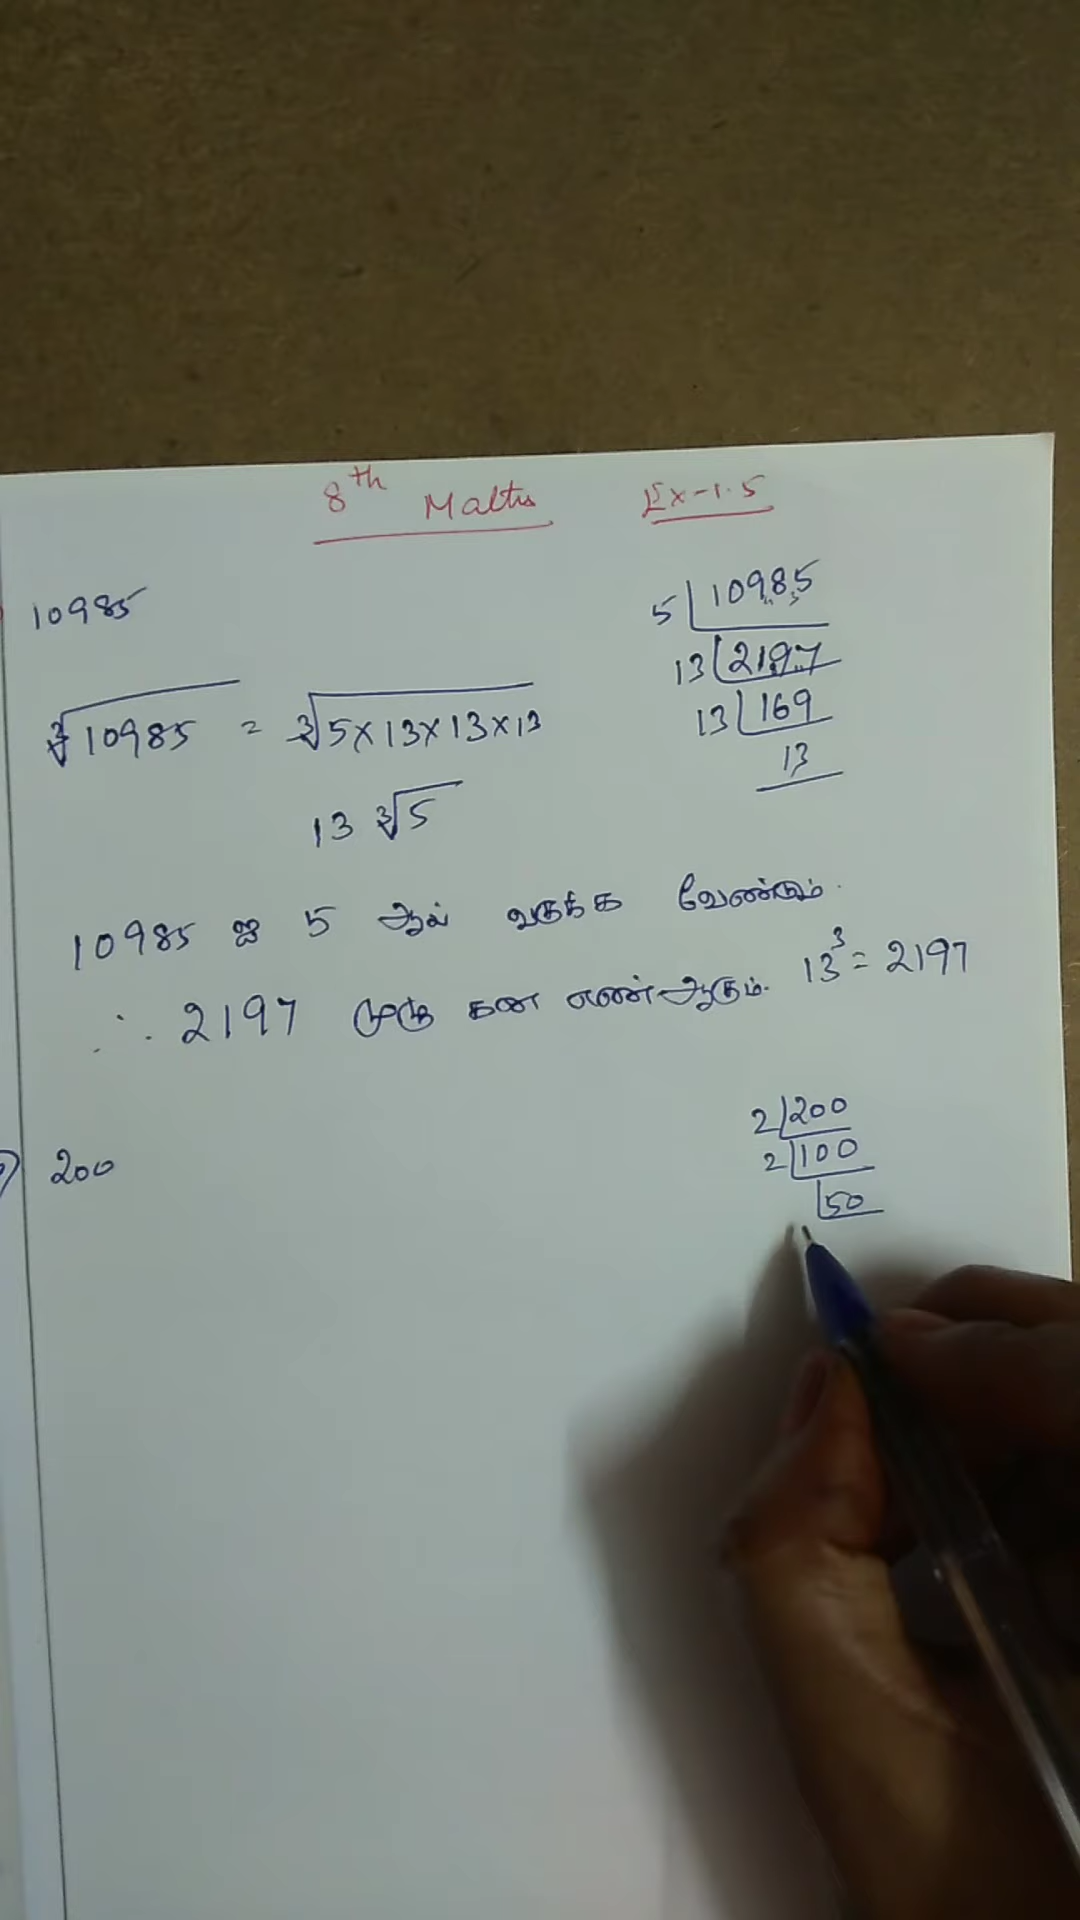 8th Maths Ex-1.5
10985
∛10985 = ∛5×13×13×13
13 ∛5
5 | 10985
13 | 2197
13 | 169
13
10985 ஐ 5 ஆல் வகுக்க வேண்டும்.
∴ 2197 முழு கன எண் ஆகும். 13³ = 2197
200
2 | 200
2 | 100
50